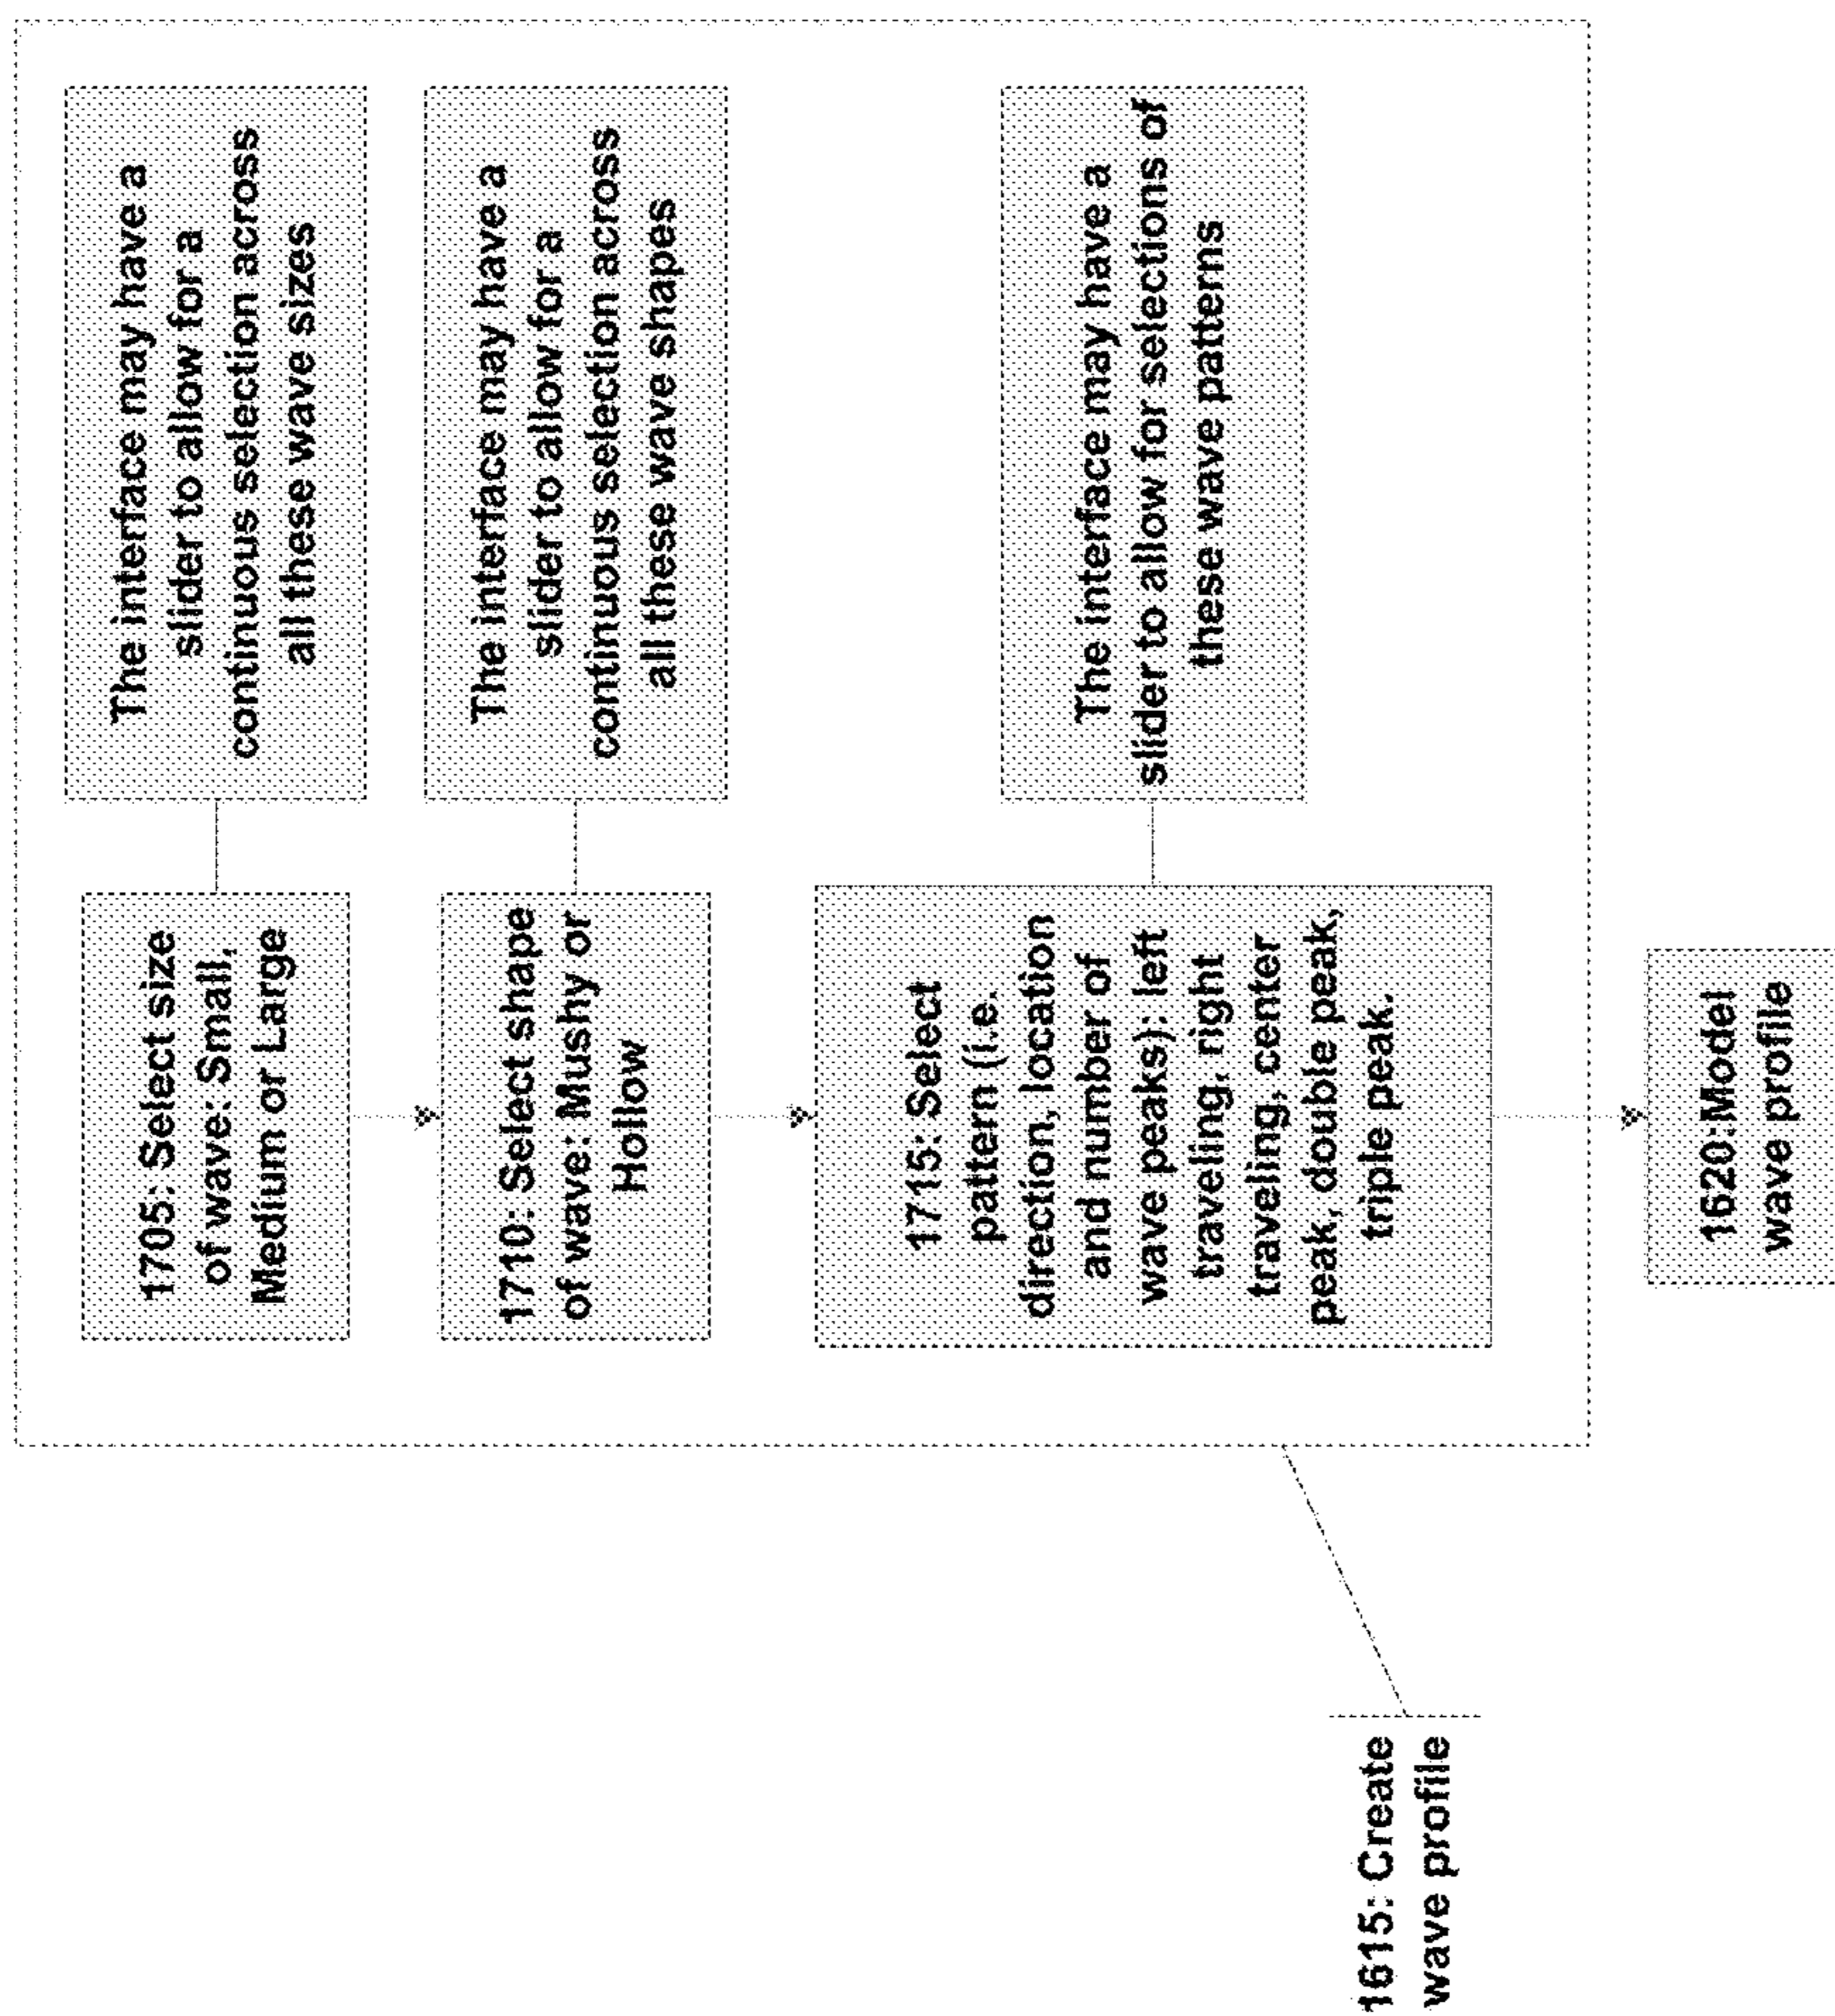 1705: Select size
of wave: Small,
Medium or Large
The interface may have a
slider to allow for a
continuous selection across
all these wave sizes
1710: Select shape
of wave: Mushy or
Hollow
The interface may have a
slider to allow for a
continuous selection across
all these wave shapes
1715: Select
pattern (i.e.
direction, location
and number of
wave peaks): left
traveling, right
traveling, center
peak, double peak,
triple peak.
The interface may have a
slider to allow for selections of
these wave patterns
1615: Create
wave profile
1620:Model
wave profile